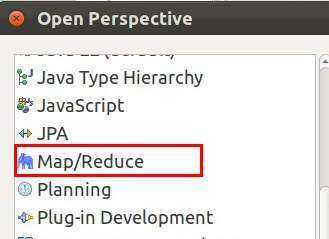 Open Perspective
Java Type Hierarchy
JavaScript
JPA
Map/Reduce
Planning
Plug-in Development